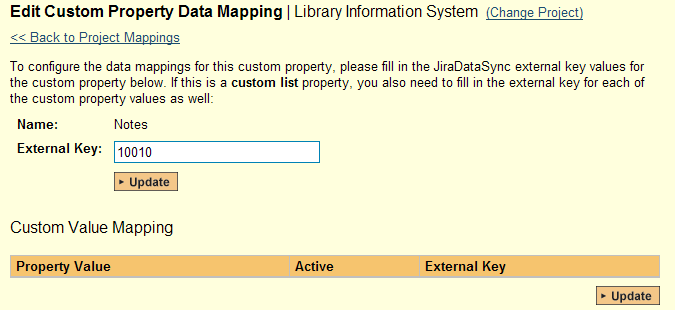 Edit Custom Property Data Mapping | Library Information System (Change Project)
<< Back to Project Mappings
To configure the data mappings for this custom property, please fill in the JiraDataSync external key values for
the custom property below. If this is a custom list property, you also need to fill in the external key for each of
the custom property values as well:
Name: Notes
External Key: 10010
Update
Custom Value Mapping
Property Value Active External Key
Update